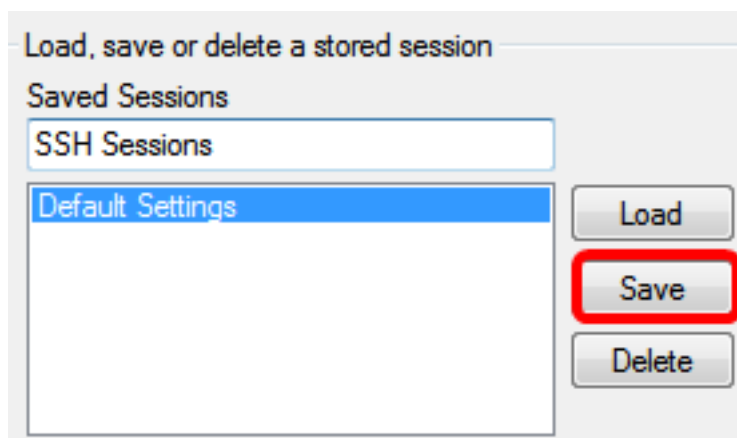 Load, save or delete a stored session
Saved Sessions
SSH Sessions
Default Settings
Load
Save
Delete